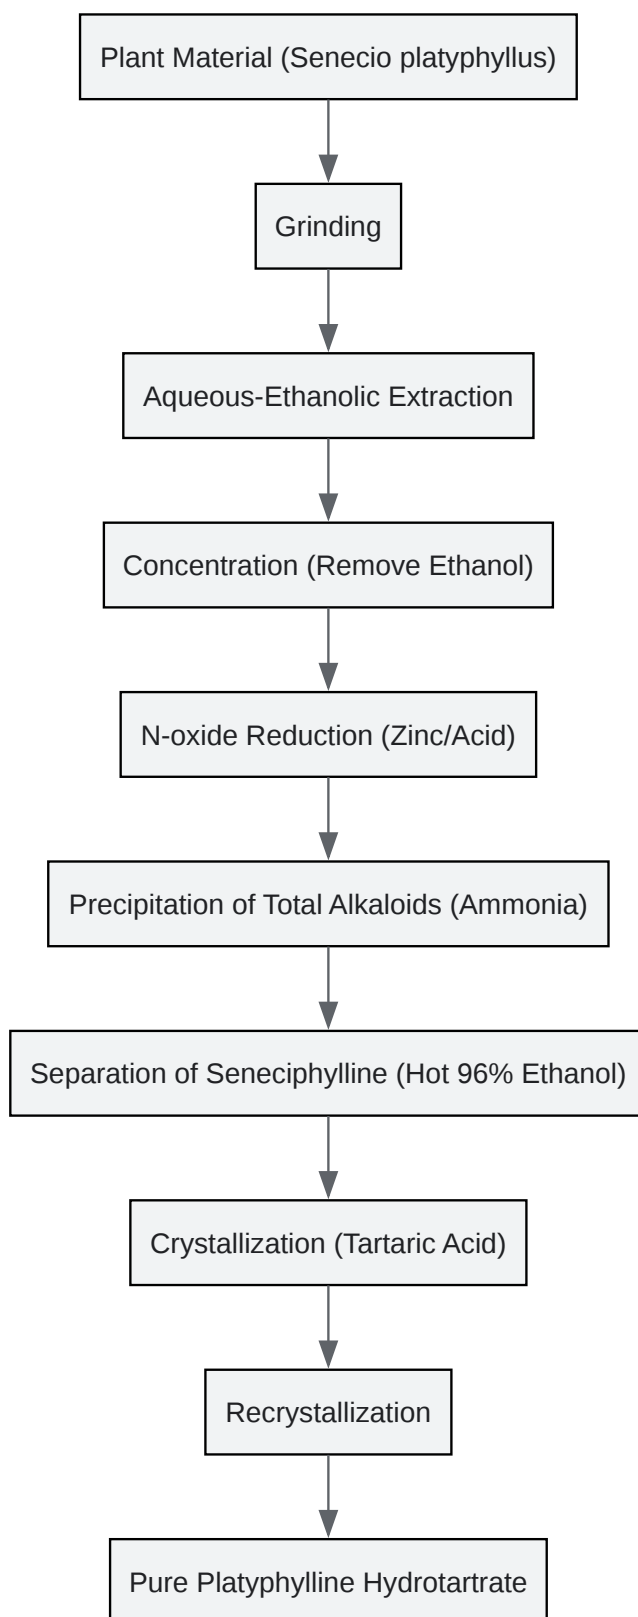 Plant Material (Senecio platyphyllus)
Grinding
Aqueous-Ethanolic Extraction
Concentration (Remove Ethanol)
N-oxide Reduction (Zinc/Acid)
Precipitation of Total Alkaloids (Ammonia)
Separation of Seneciphylline (Hot 96% Ethanol)
Crystallization (Tartaric Acid)
Recrystallization
Pure Platyphylline Hydrotartrate